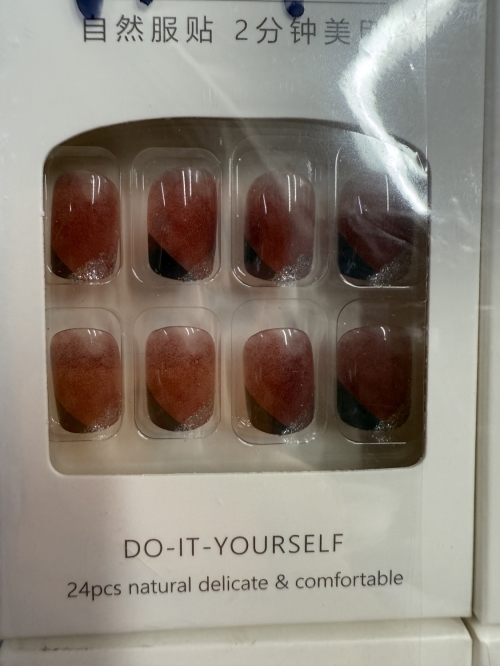 自然服贴 2分钟美
DO-IT-YOURSELF
24pcs natural delicate & comfortable